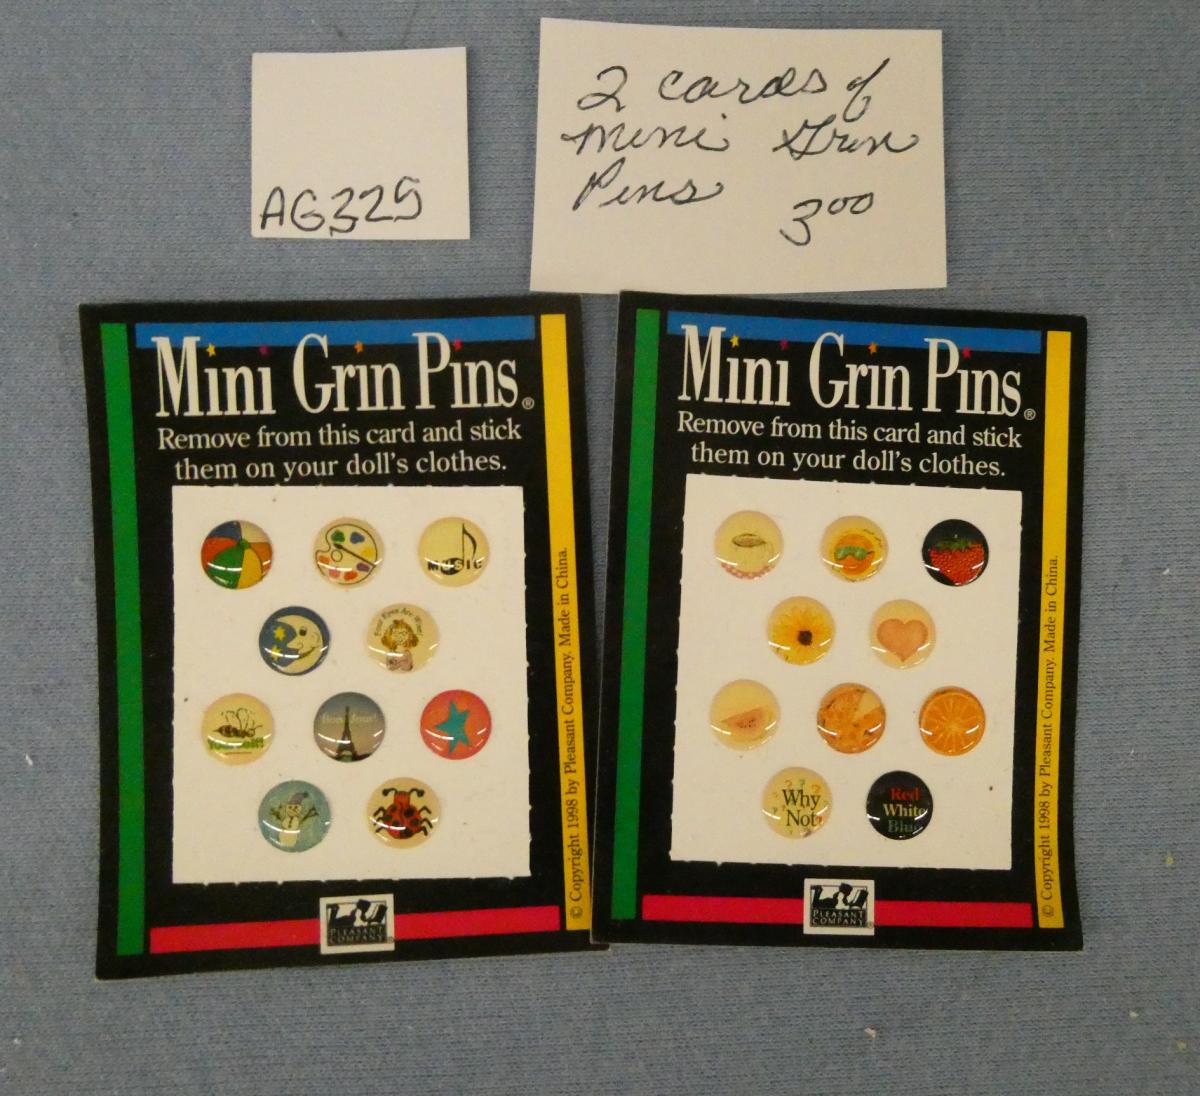 AG325
2 cards of
Mini Grin
Pins 3⁰⁰
Mini Grin Pins®
Remove from this card and stick
them on your doll's clothes.
MUSIC
Bon Jour!
© Copyright 1998 by Pleasant Company. Made in China.
PLEASANT
COMPANY®
Mini Grin Pins®
Remove from this card and stick
them on your doll's clothes.
? ? ?
Why
Not?
Red
White
Blue
© Copyright 1998 by Pleasant Company. Made in China.
PLEASANT
COMPANY®